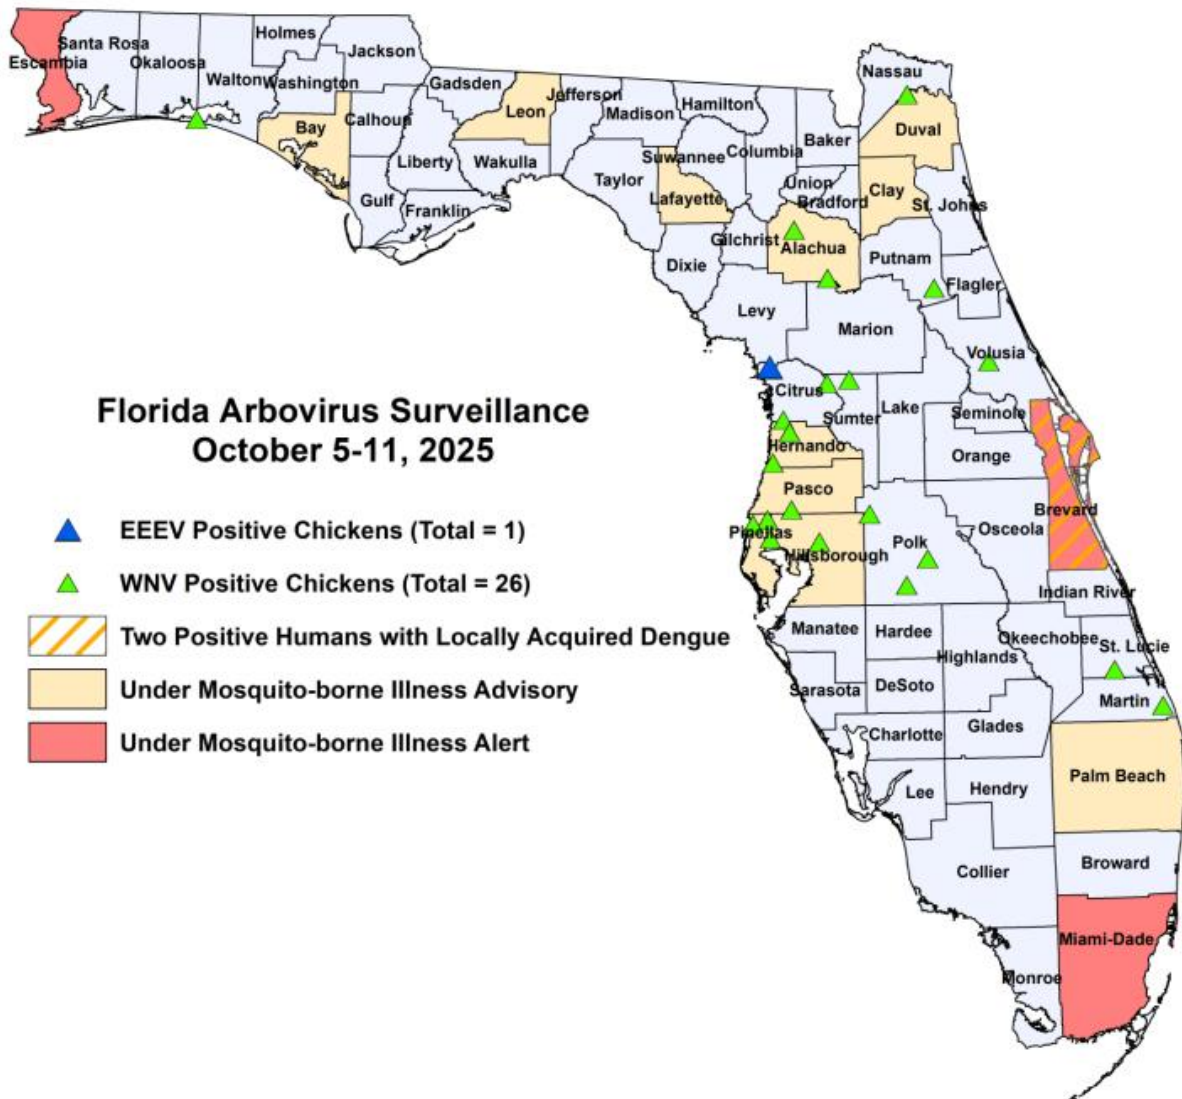 Holmes
Jackson
Santa Rosa
Escambia
Okaloosa
Walton
Washington
Gadsden
Leon
Jefferson
Madison
Hamilton
Nassau
Bay
Calhoun
Liberty
Wakulla
Suwannee
Columbia
Baker
Duval
Taylor
Lafayette
Union
Bradford
Clay
St. Johns
Gulf
Franklin
Gilchrist
Alachua
Dixie
Putnam
Flagler
Levy
Marion
Volusia
Citrus
Sumter
Lake
Seminole
Hernando
Orange
Pasco
Brevard
Pinellas
Hillsborough
Polk
Osceola
Indian River
Manatee
Hardee
Okeechobee
St. Lucie
Highlands
Sarasota
DeSoto
Martin
Charlotte
Glades
Palm Beach
Lee
Hendry
Broward
Collier
Miami-Dade
Monroe
Florida Arbovirus Surveillance
October 5-11, 2025
EEEV Positive Chickens (Total = 1)
WNV Positive Chickens (Total = 26)
Two Positive Humans with Locally Acquired Dengue
Under Mosquito-borne Illness Advisory
Under Mosquito-borne Illness Alert